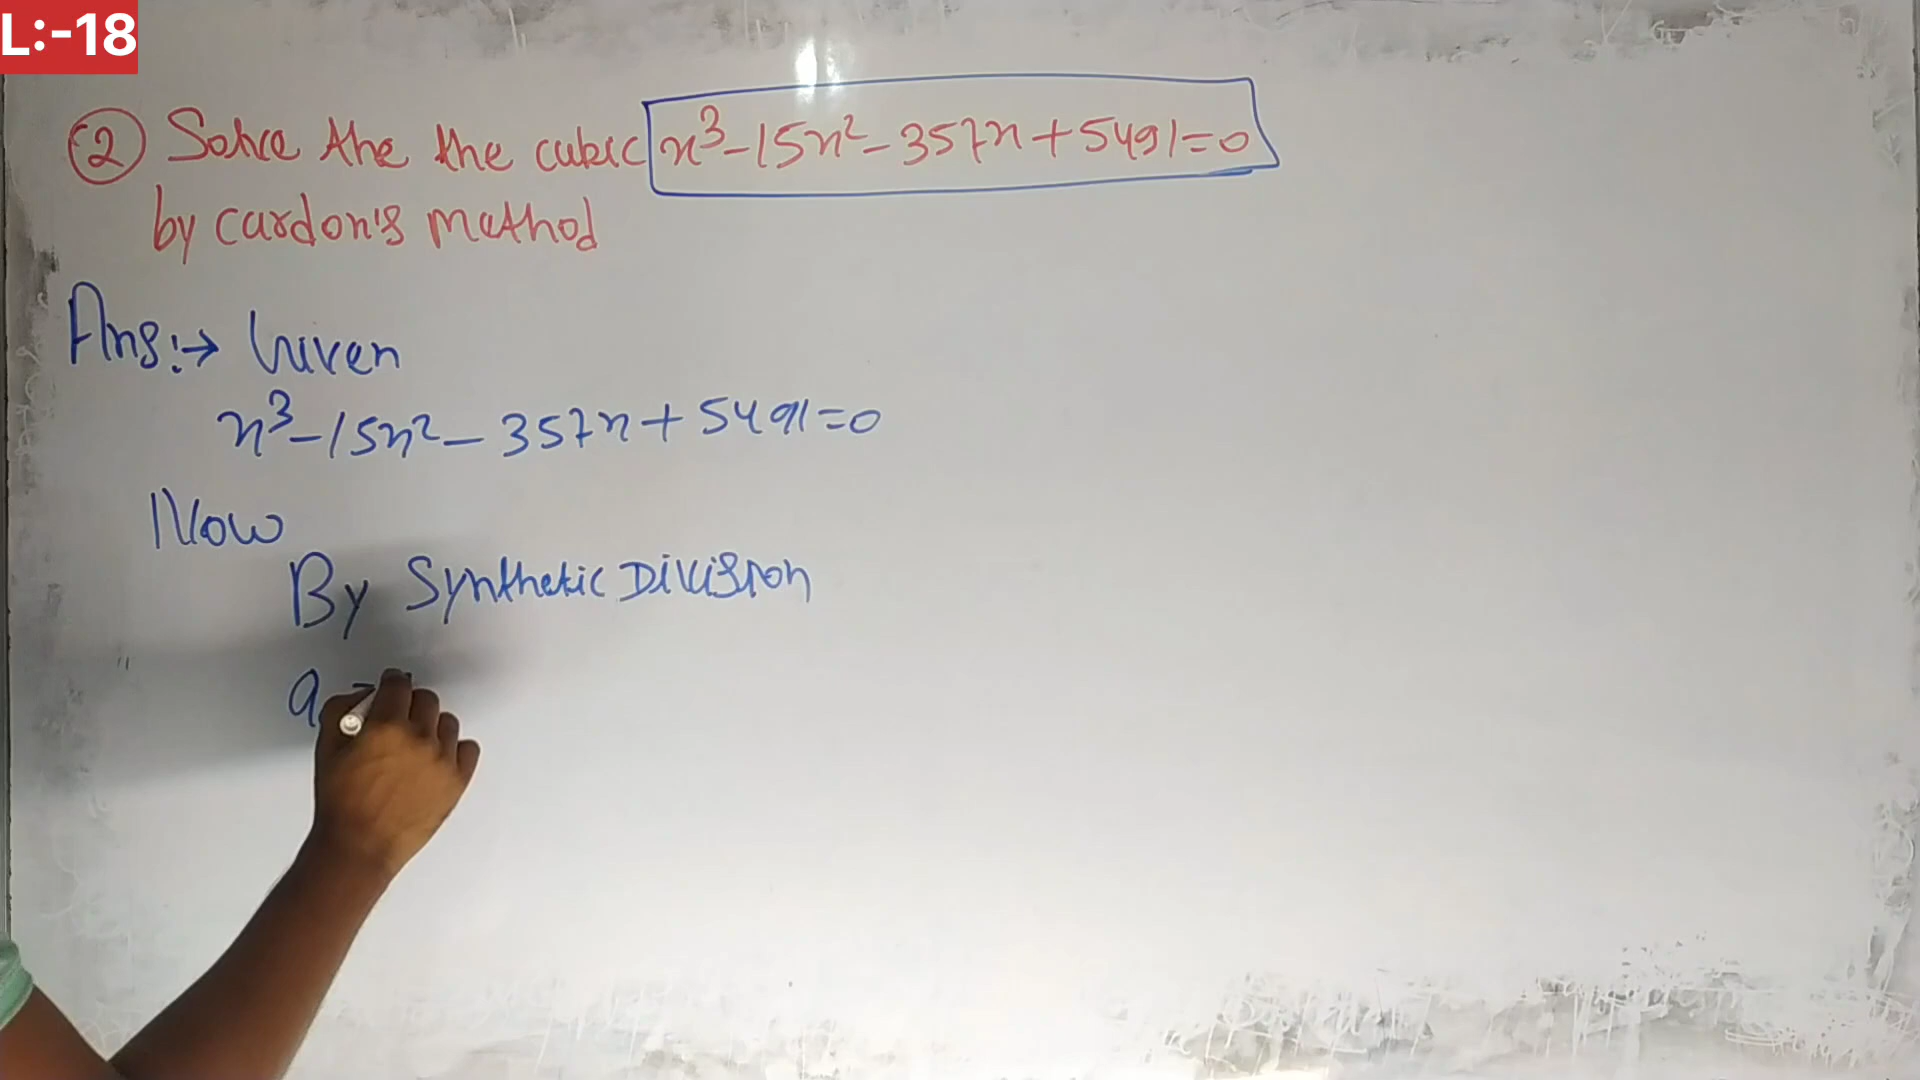 L:-18
② Solve the the cubic x³-15x²-357x+5491=0
by cardon's method
Ans:→ Given
x³-15x²-357x+5491=0
Now
By Synthetic Division